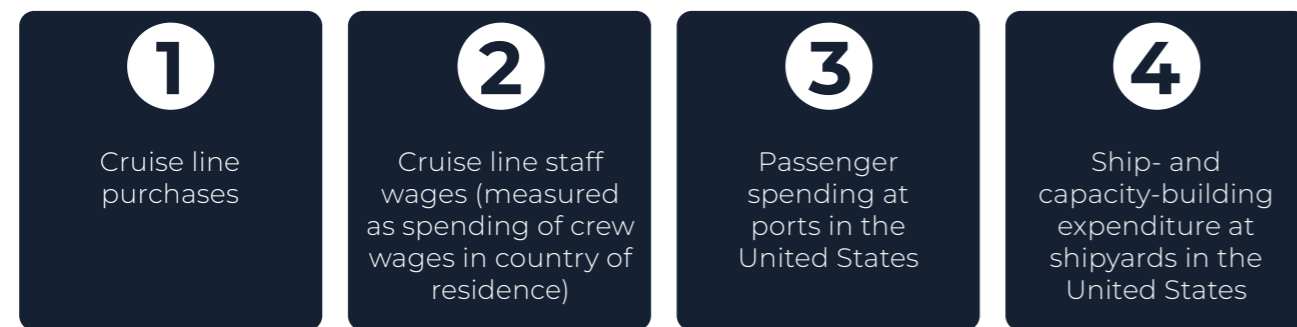 1
Cruise line
purchases
2
Cruise line staff
wages (measured
as spending of crew
wages in country of
residence)
3
Passenger
spending at
ports in the
United States
4
Ship- and
capacity-building
expenditure at
shipyards in the
United States